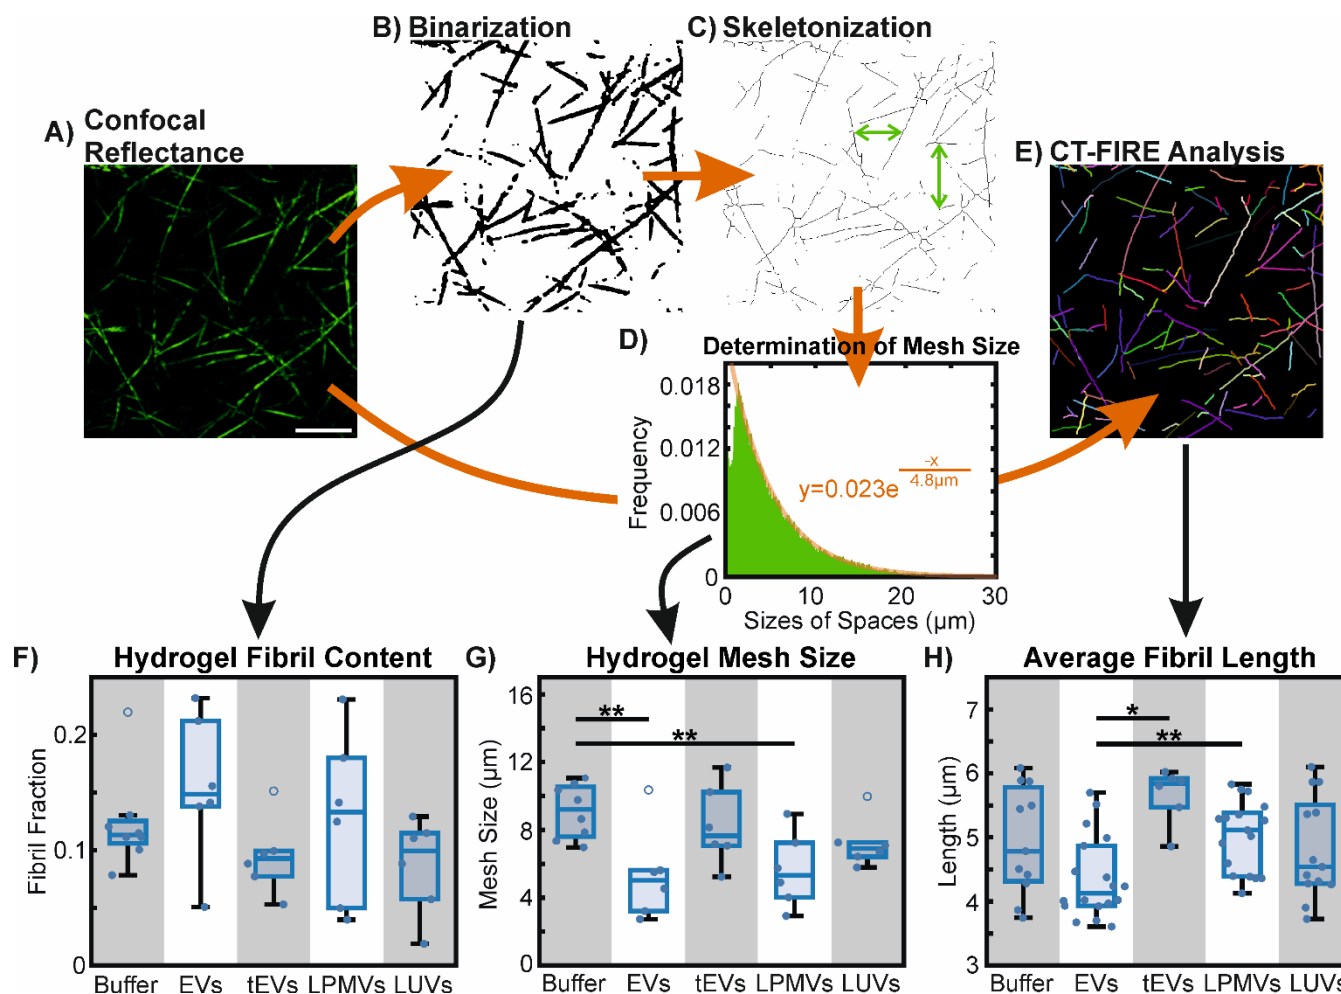 B) Binarization
C) Skeletonization
A) Confocal
Reflectance
E) CT-FIRE Analysis
D)
Determination of Mesh Size
0.018
0.012
0.006
0
Frequency
y=0.023e
-x
4.8µm
0 10 20 30
Sizes of Spaces (µm)
F) Hydrogel Fibril Content
0.2
0.1
0
Fibril Fraction
Buffer EVs tEVs LPMVs LUVs
G) Hydrogel Mesh Size
16
12
8
4
0
Mesh Size (µm)
**
**
Buffer EVs tEVs LPMVs LUVs
H) Average Fibril Length
7
6
5
4
3
Length (µm)
*
**
Buffer EVs tEVs LPMVs LUVs